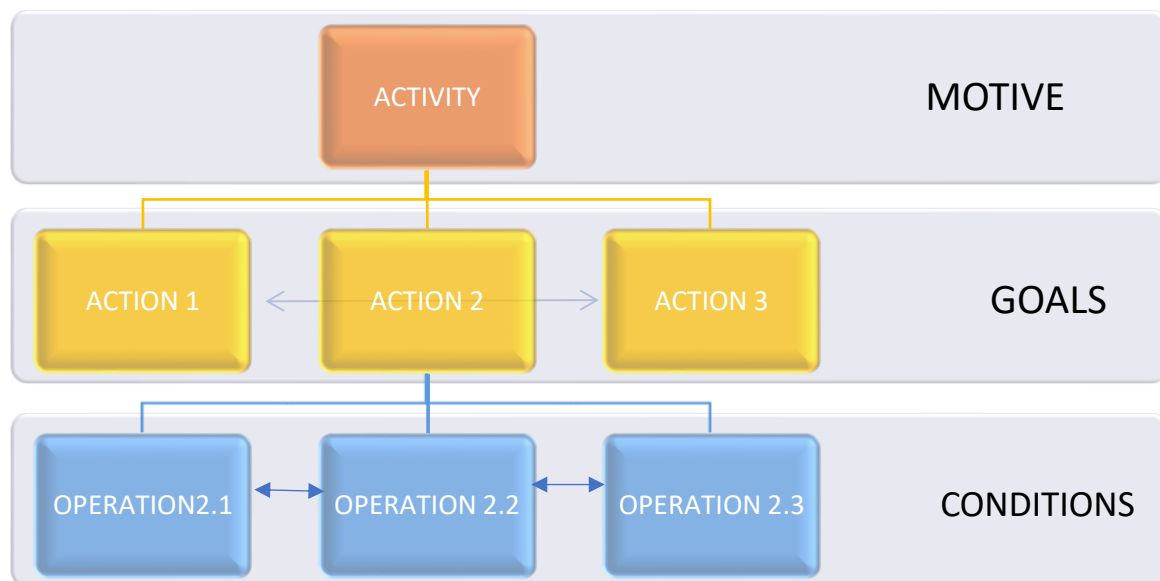 ACTIVITY
MOTIVE
ACTION 1
ACTION 2
ACTION 3
GOALS
OPERATION2.1
OPERATION 2.2
OPERATION 2.3
CONDITIONS